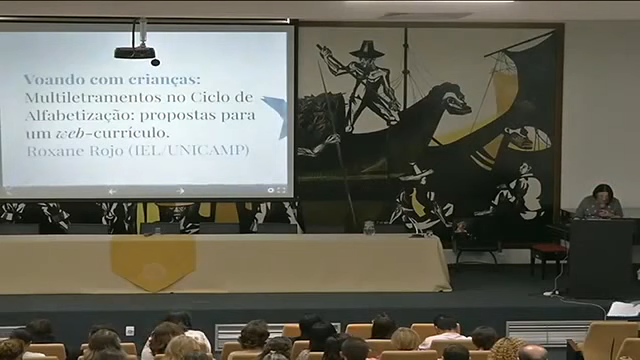 Voando com crianças:
Multiletramentos no Ciclo de
Alfabetização: propostas para
um web-currículo.
Roxane Rojo (IEL/UNICAMP)